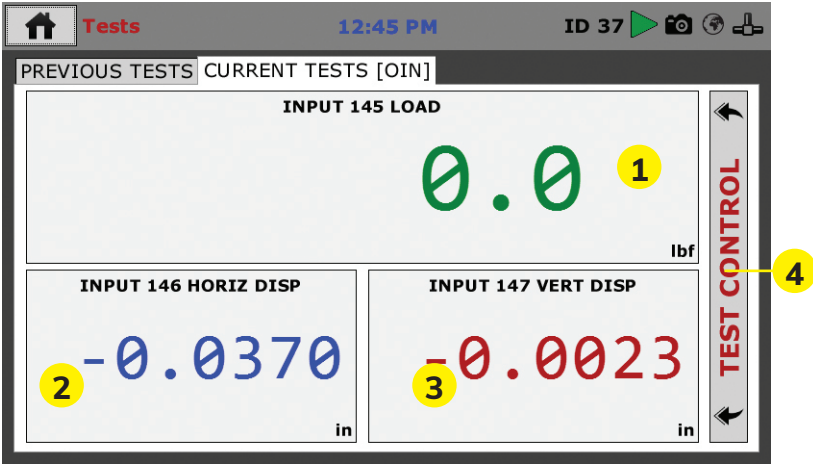 Tests 12:45 PM ID 37
PREVIOUS TESTS CURRENT TESTS [OIN]
INPUT 145 LOAD
0.0
1
lbf
INPUT 146 HORIZ DISP
-0.0370
2
in
INPUT 147 VERT DISP
-0.0023
3
in
TEST CONTROL
4